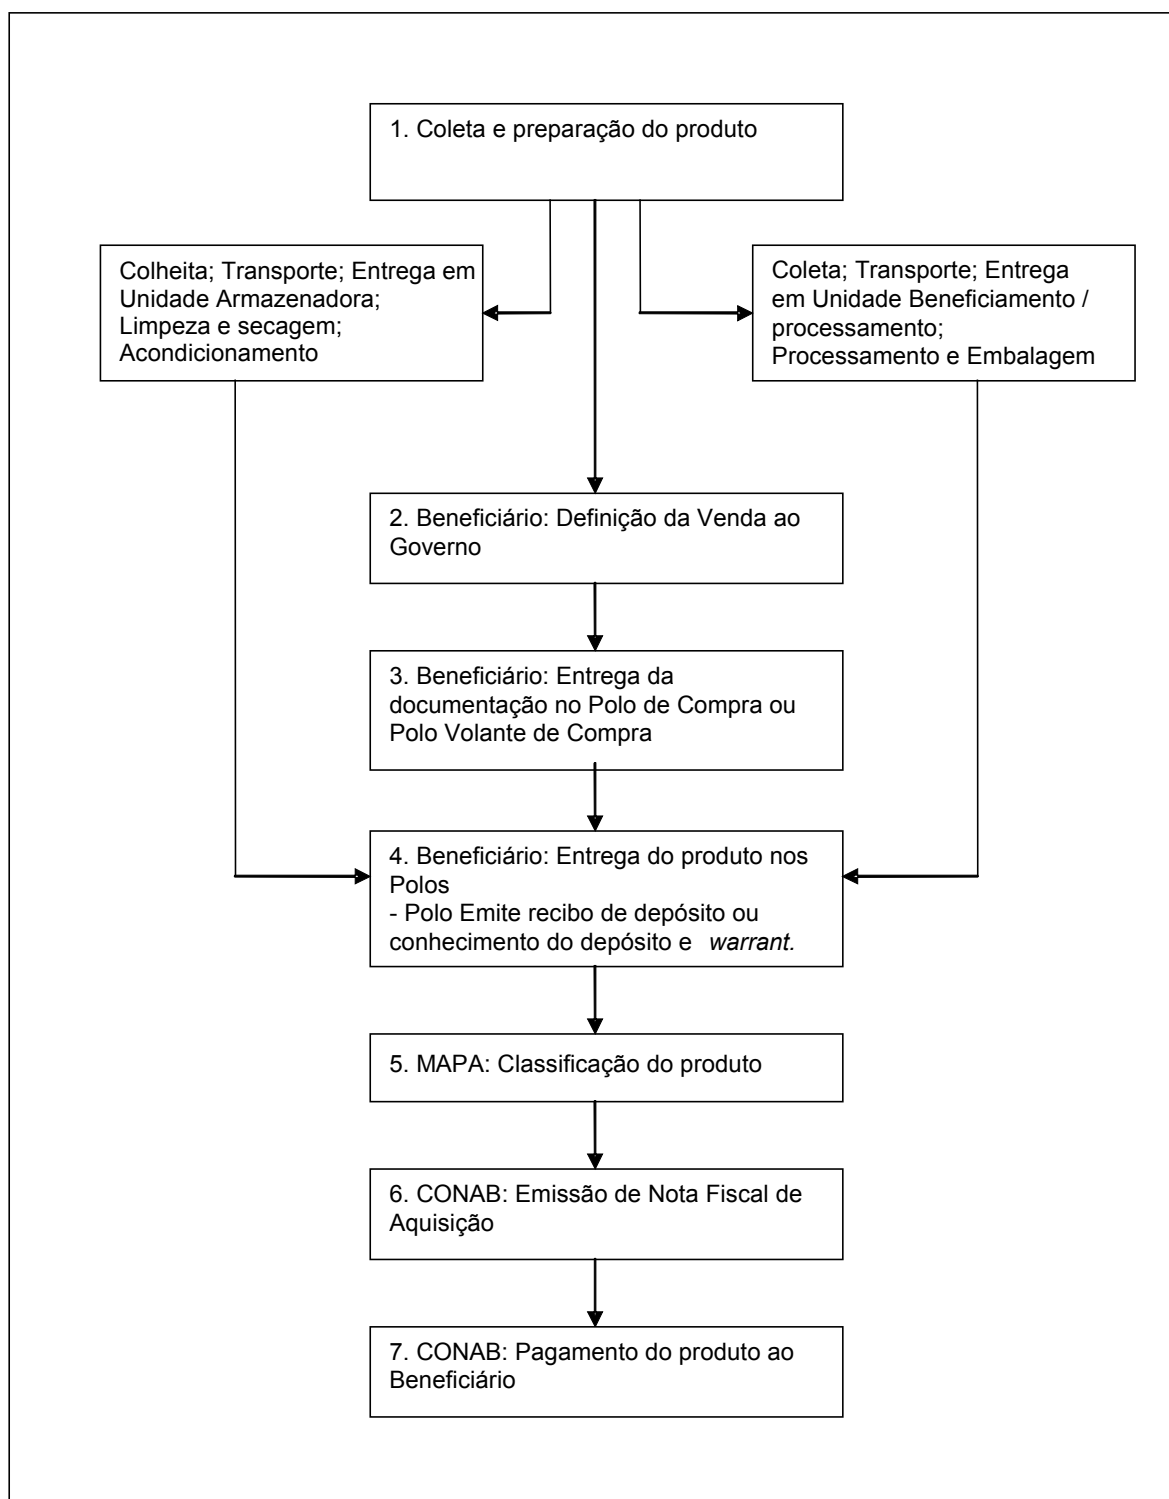 1. Coleta e preparação do produto
Colheita; Transporte; Entrega em
Unidade Armazenadora;
Limpeza e secagem;
Acondicionamento
Coleta; Transporte; Entrega
em Unidade Beneficiamento /
processamento;
Processamento e Embalagem
2. Beneficiário: Definição da Venda ao
Governo
3. Beneficiário: Entrega da
documentação no Polo de Compra ou
Polo Volante de Compra
4. Beneficiário: Entrega do produto nos
Polos
- Polo Emite recibo de depósito ou
conhecimento do depósito e warrant.
5. MAPA: Classificação do produto
6. CONAB: Emissão de Nota Fiscal de
Aquisição
7. CONAB: Pagamento do produto ao
Beneficiário